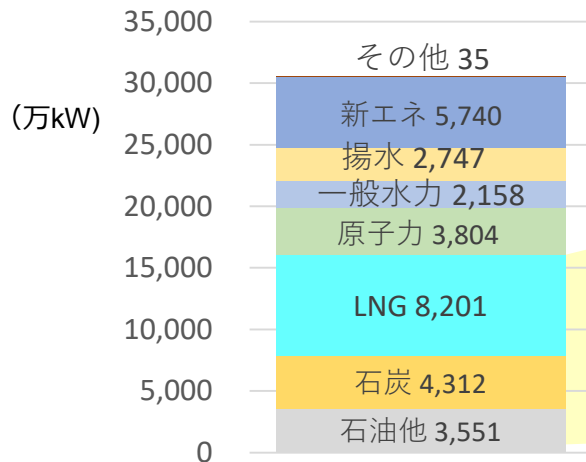 35,000
その他 35
30,000
(万kW)
新エネ 5,740
25,000
揚水 2,747
一般水力 2,158
20,000
原子力 3,804
15,000
LNG 8,201
10,000
石炭 4,312
5,000
石油他 3,551
0